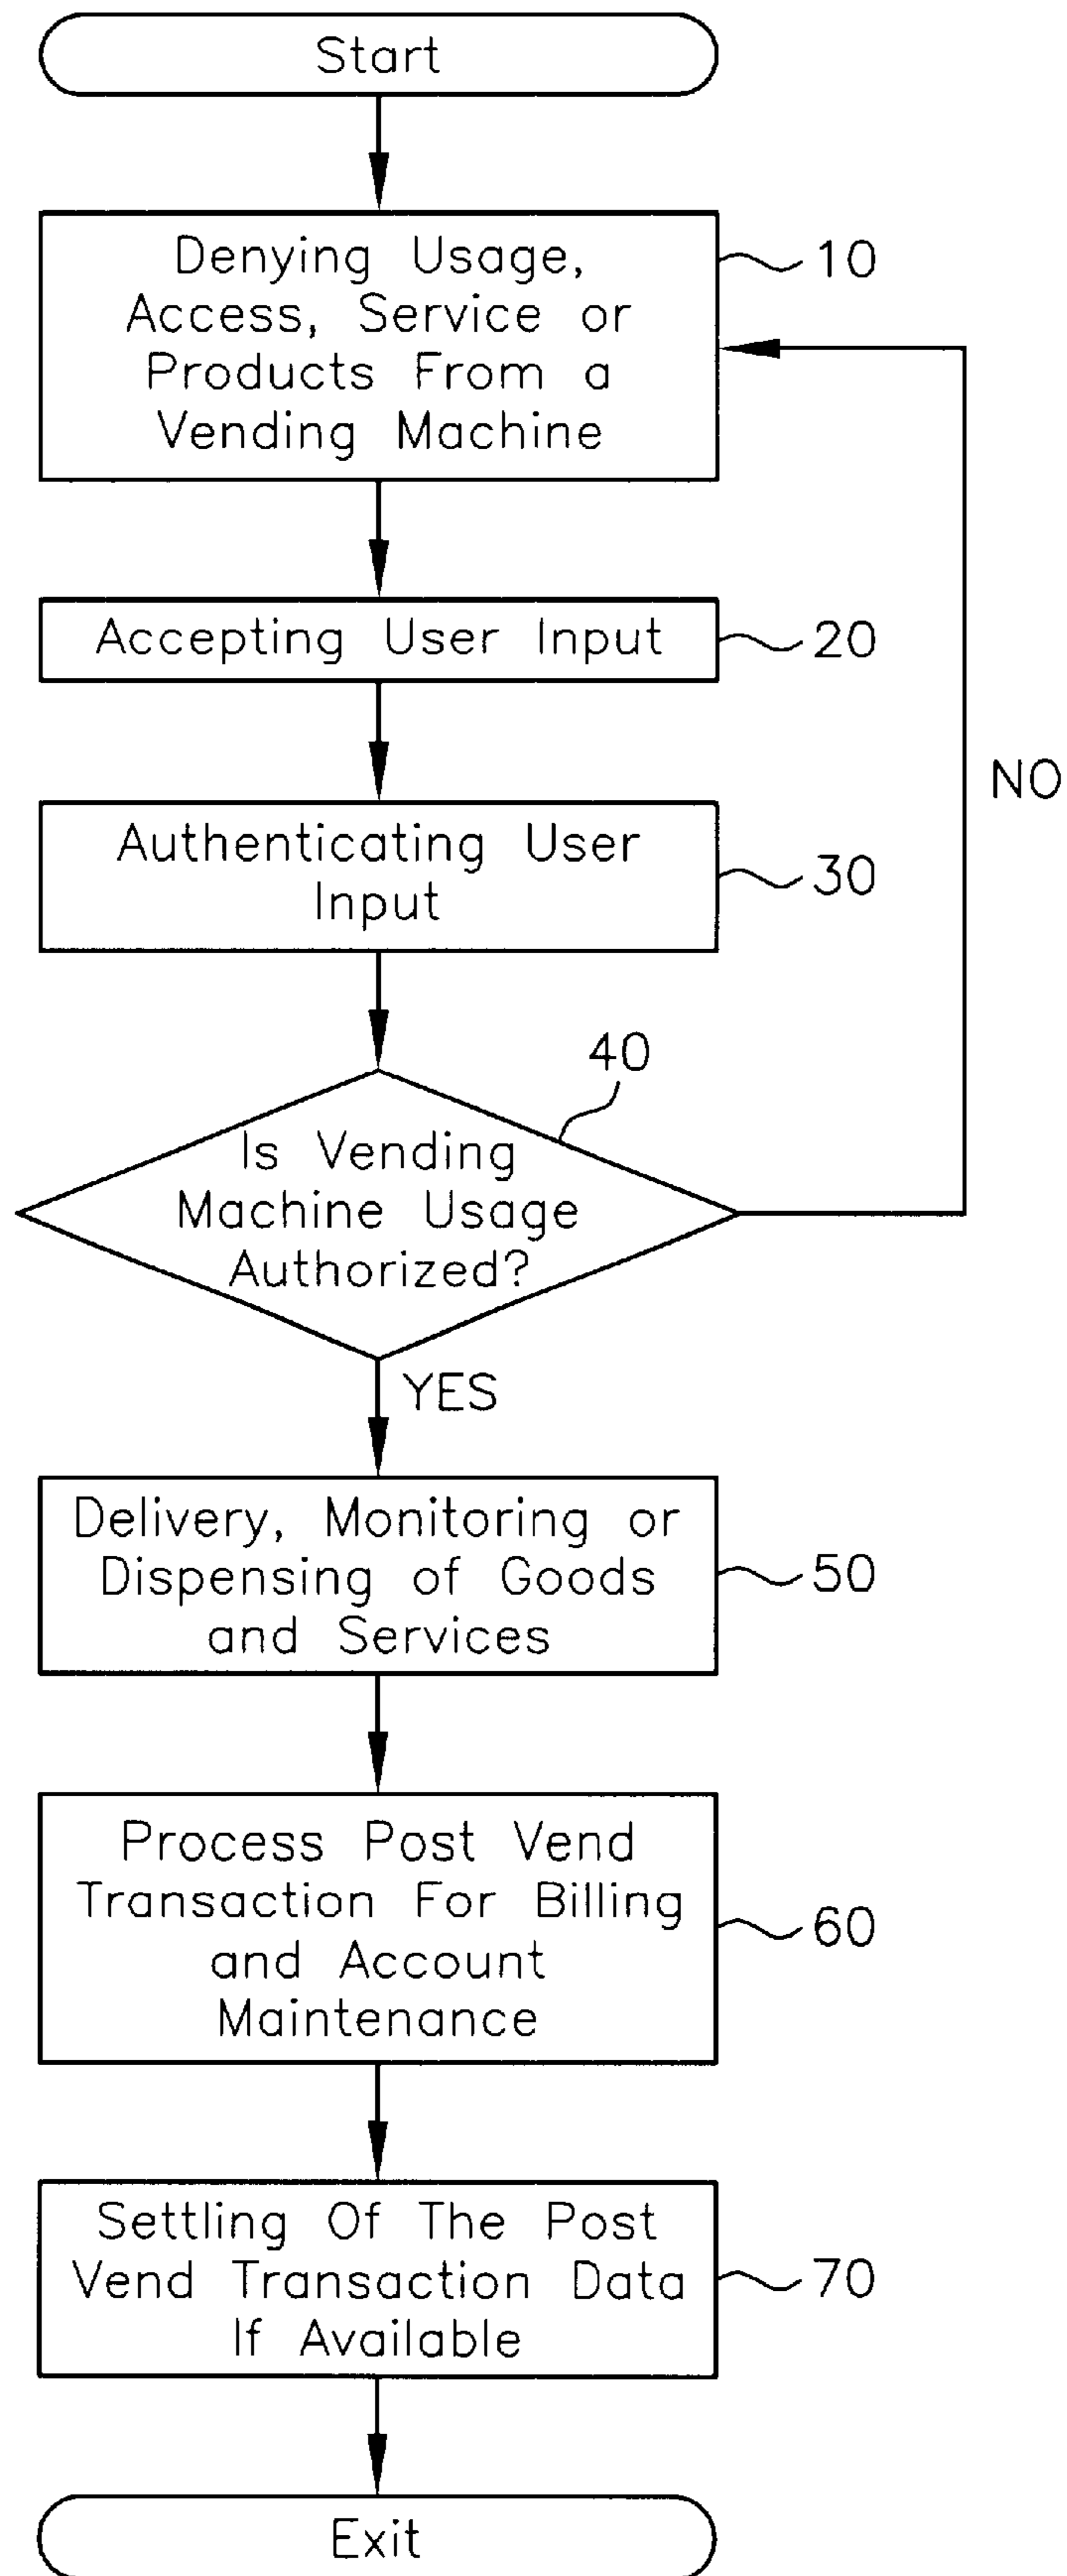 Start
Denying Usage,
Access, Service or
Products From a
Vending Machine
10
Accepting User Input
20
Authenticating User
Input
30
NO
40
Is Vending
Machine Usage
Authorized?
YES
Delivery, Monitoring or
Dispensing of Goods
and Services
50
Process Post Vend
Transaction For Billing
and Account
Maintenance
60
Settling Of The Post
Vend Transaction Data
If Available
70
Exit